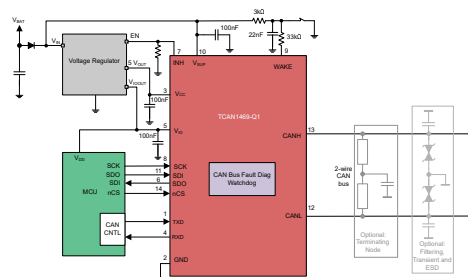 VBAT
VIN
EN
Voltage Regulator
5 VOUT
VIOOUT
3kΩ
100nF
22nF
33kΩ
7
10
9
INH
VSUP
WAKE
3
VCC
100nF
TCAN1469-Q1
5
VIO
100nF
VDD
MCU
SCK
SDO
SDI
nCS
8
11
6
14
SCK
SDI
SDO
nCS
CAN Bus Fault Diag
Watchdog
CAN
CNTL
1
TXD
4
RXD
2
GND
CANH
13
CANL
12
2-wire
CAN
bus
Optional:
Terminating
Node
Optional:
Filtering,
Transient and
ESD